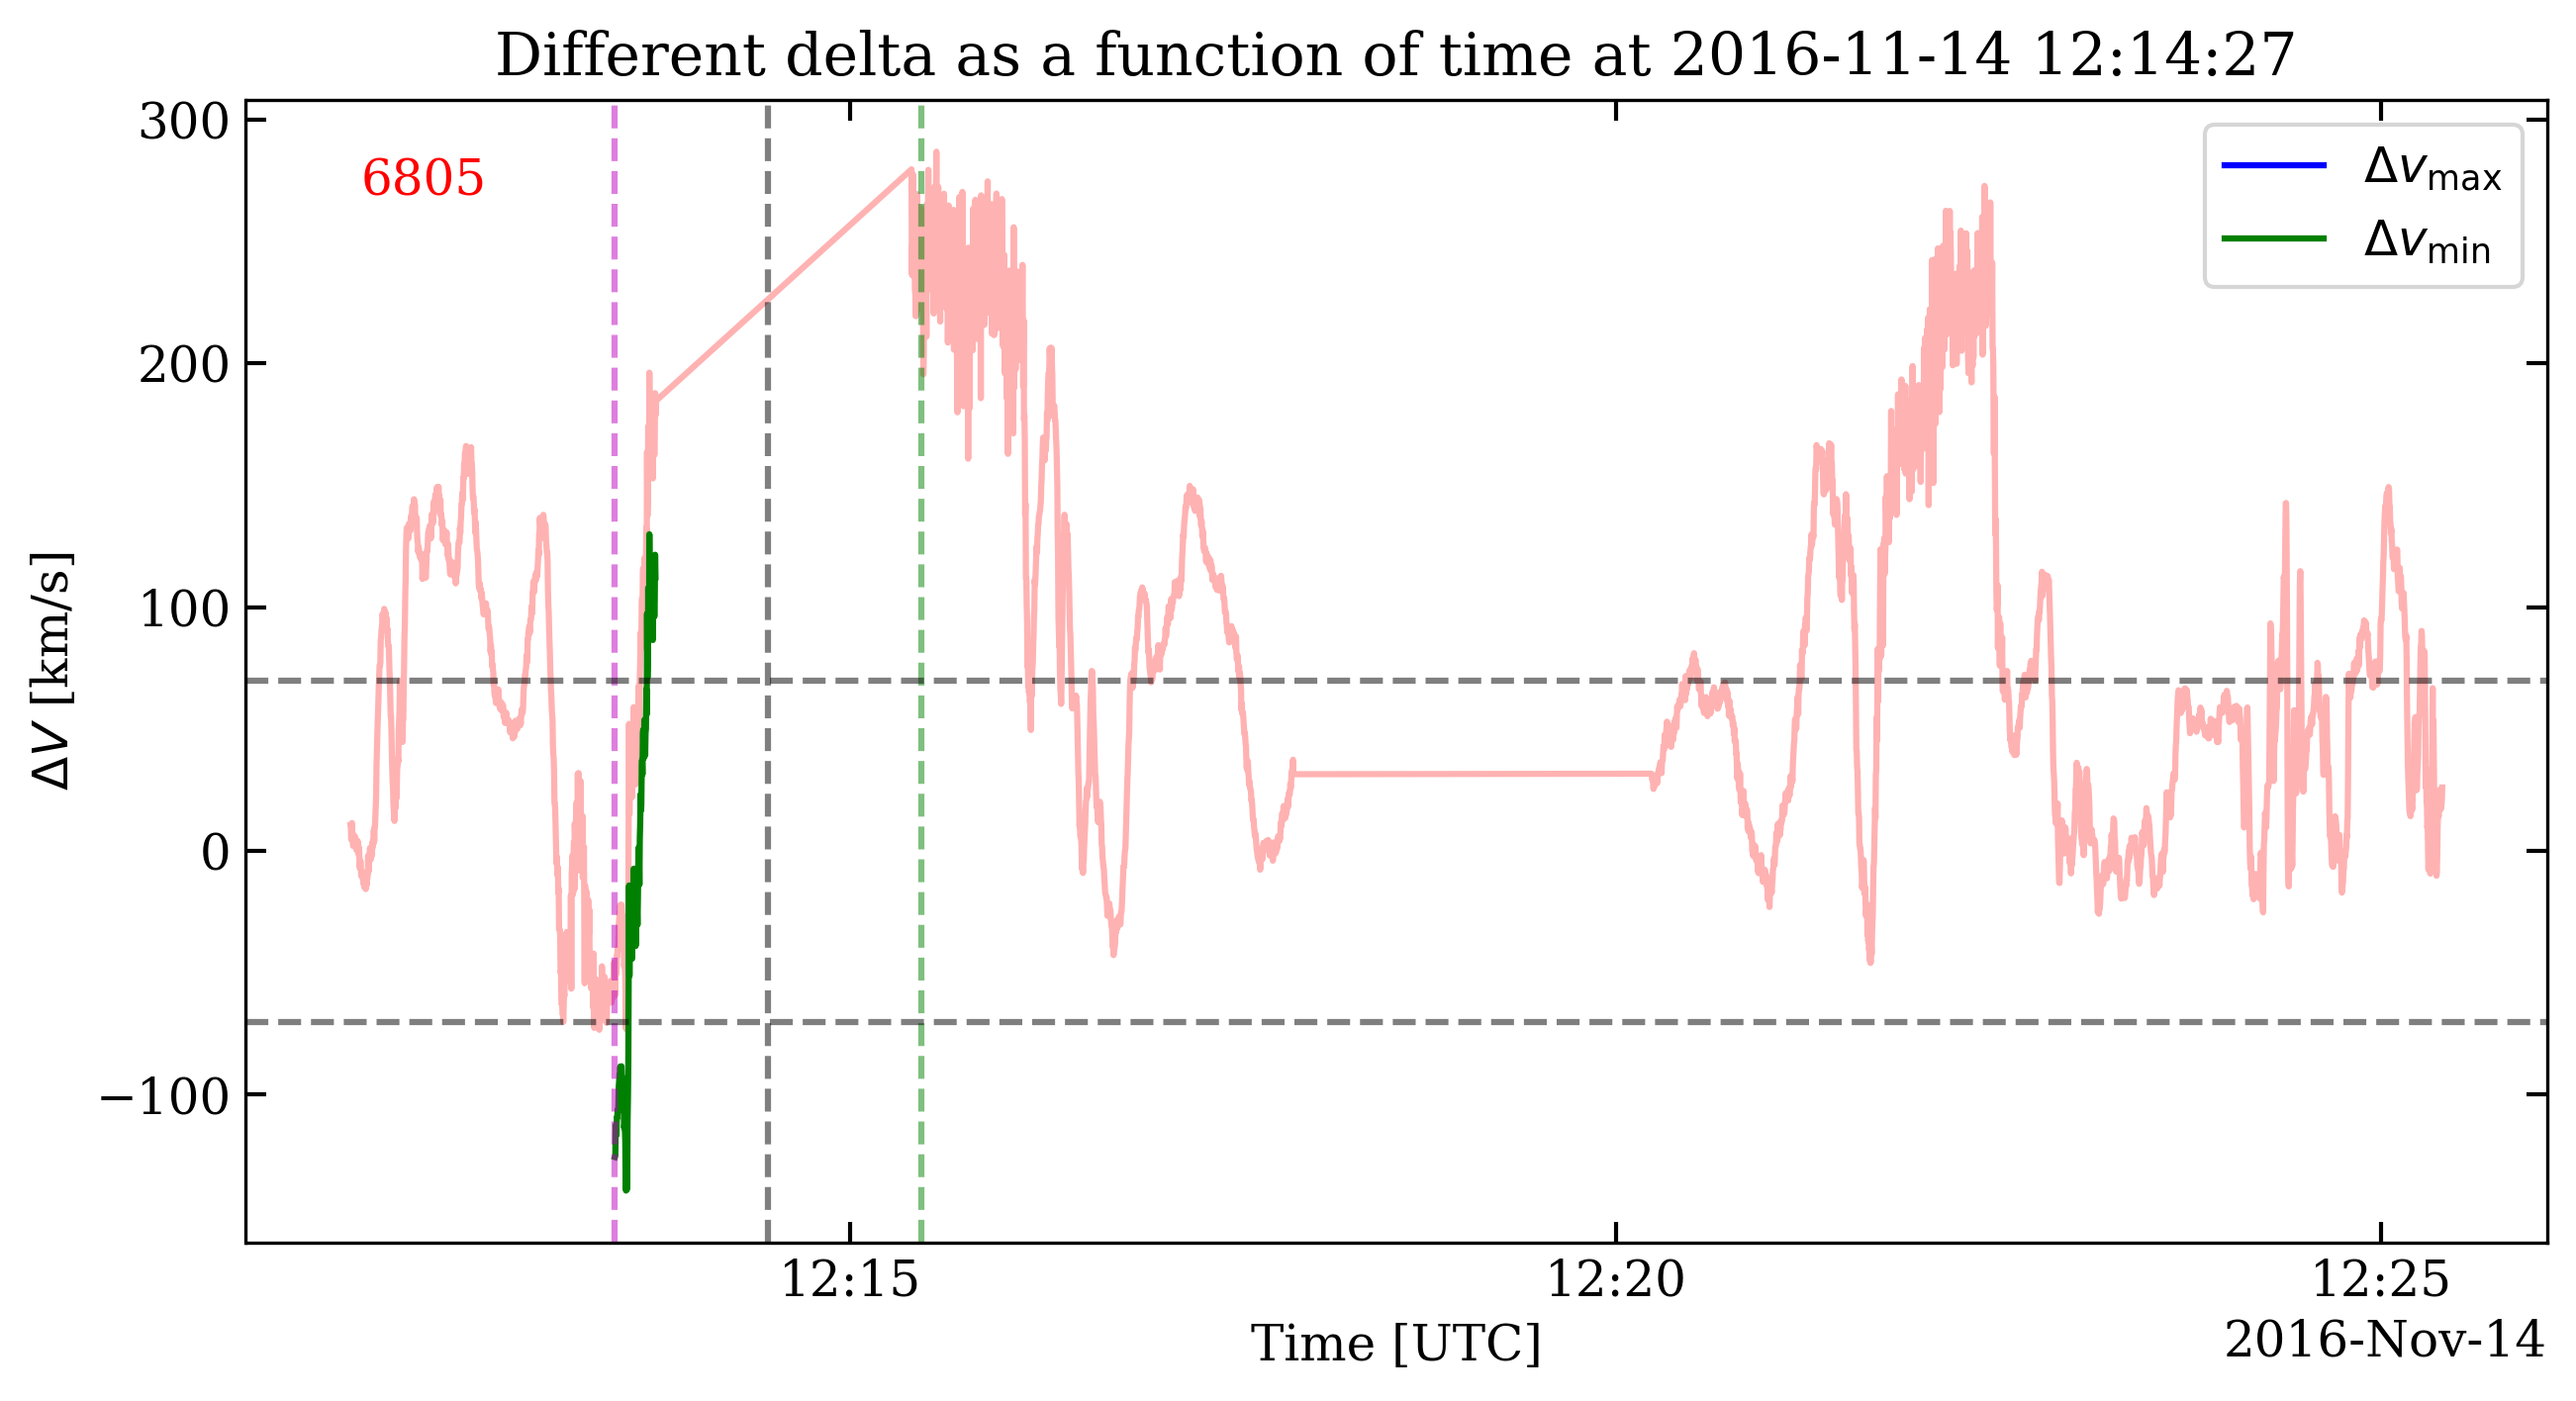 Different delta as a function of time at 2016-11-14 12:14:27
300
6805
Δv_max
Δv_min
200
100
0
−100
ΔV [km/s]
12:15 12:20 12:25
Time [UTC]
2016-Nov-14